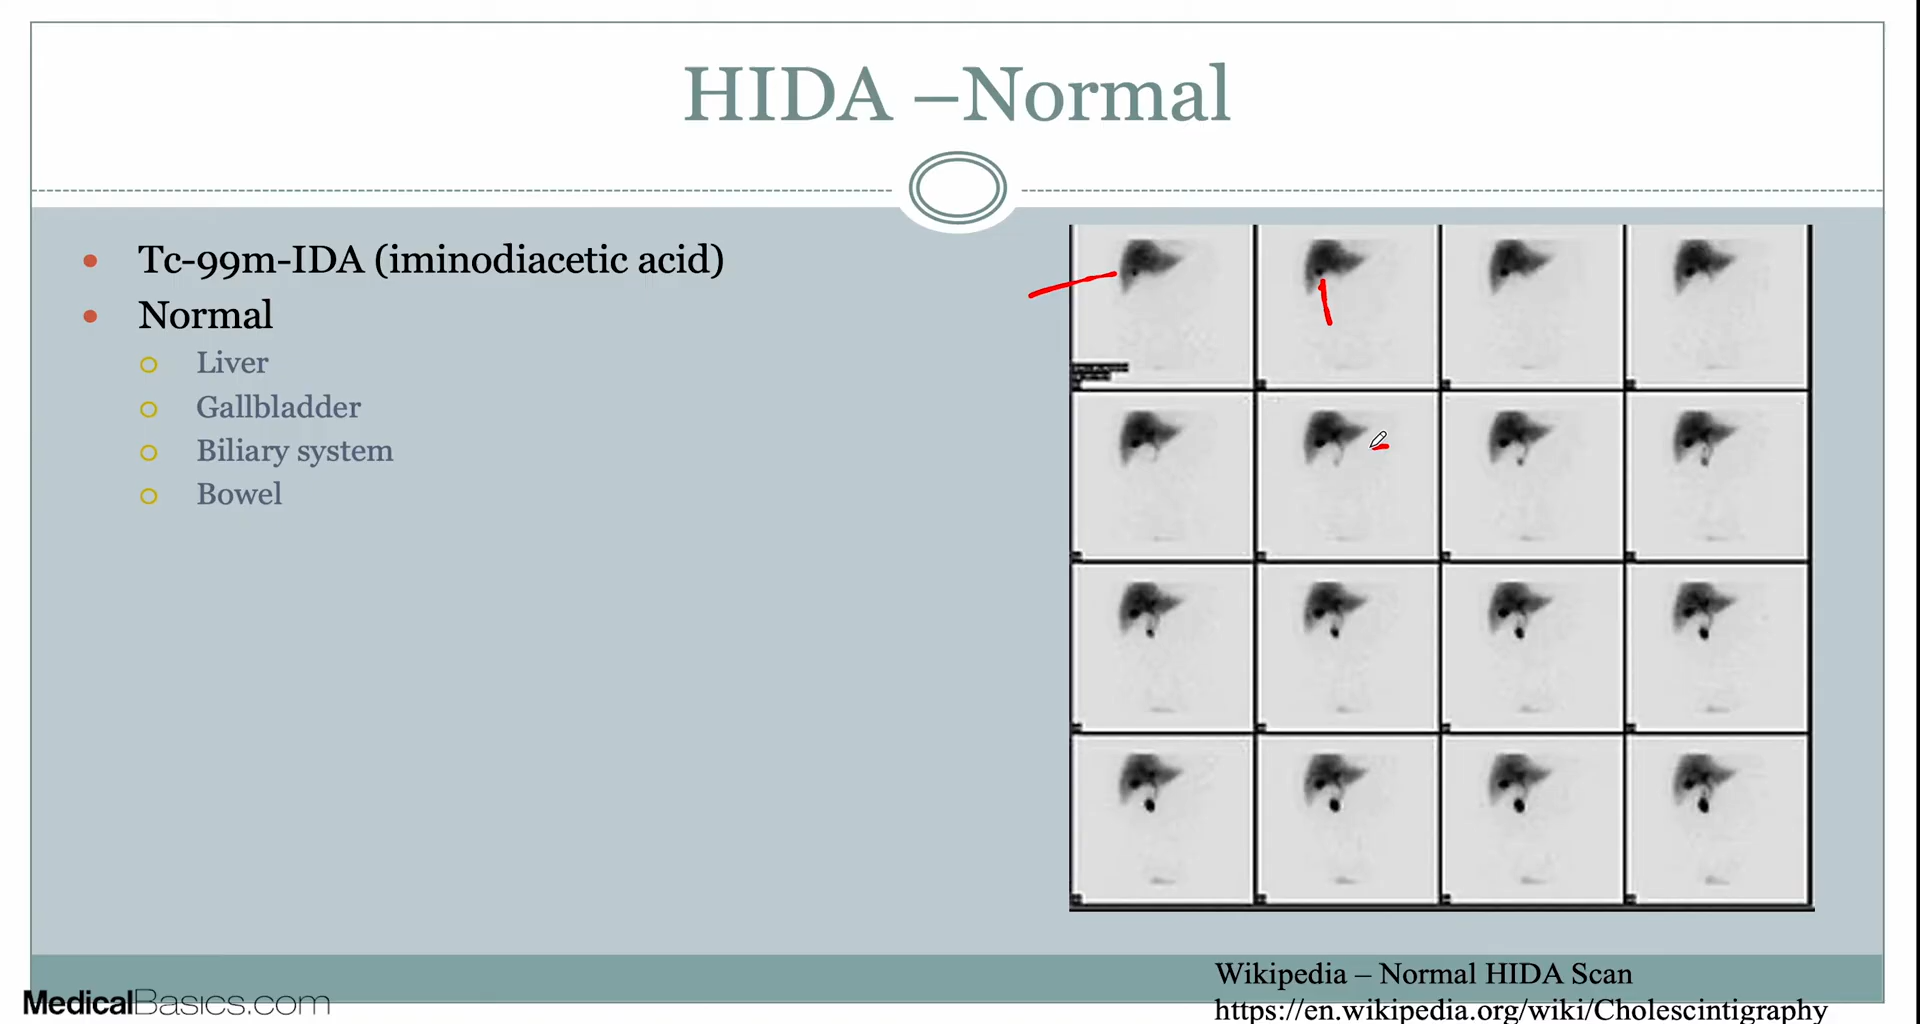 HIDA –Normal
Tc-99m-IDA (iminodiacetic acid)
Normal
Liver
Gallbladder
Biliary system
Bowel
Wikipedia – Normal HIDA Scan
https://en.wikipedia.org/wiki/Cholescintigraphy
MedicalBasics.com